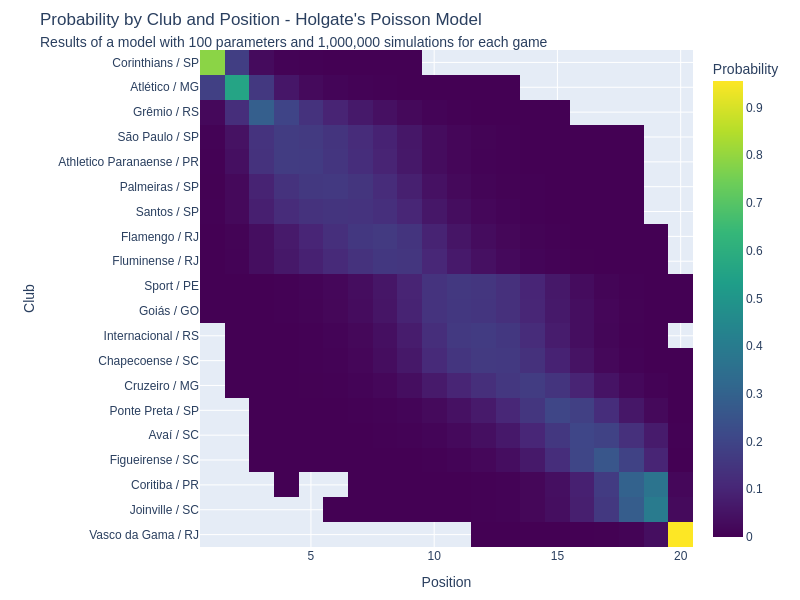 Probability by Club and Position - Holgate's Poisson Model
Results of a model with 100 parameters and 1,000,000 simulations for each game
Corinthians / SP
Atlético / MG
Grêmio / RS
São Paulo / SP
Athletico Paranaense / PR
Palmeiras / SP
Santos / SP
Flamengo / RJ
Fluminense / RJ
Sport / PE
Goiás / GO
Internacional / RS
Chapecoense / SC
Cruzeiro / MG
Ponte Preta / SP
Avaí / SC
Figueirense / SC
Coritiba / PR
Joinville / SC
Vasco da Gama / RJ
Club
5
10
15
20
Position
Probability
0.9
0.8
0.7
0.6
0.5
0.4
0.3
0.2
0.1
0